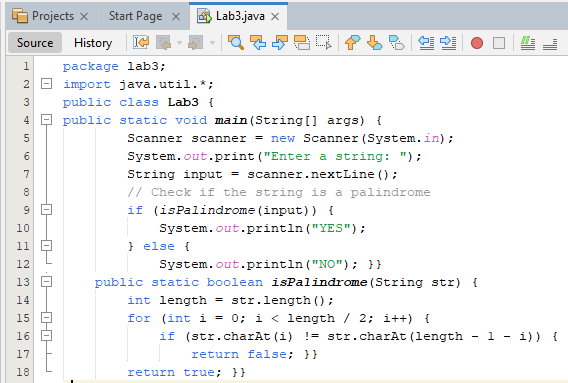 Projects Start Page Lab3.java
Source History
1 package lab3;
2 import java.util.*;
3 public class Lab3 {
4 public static void main(String[] args) {
5         Scanner scanner = new Scanner(System.in);
6         System.out.print("Enter a string: ");
7         String input = scanner.nextLine();
8         // Check if the string is a palindrome
9         if (isPalindrome(input)) {
10             System.out.println("YES");
11         } else {
12             System.out.println("NO"); }}
13     public static boolean isPalindrome(String str) {
14         int length = str.length();
15         for (int i = 0; i < length / 2; i++) {
16             if (str.charAt(i) != str.charAt(length - 1 - i)) {
17                 return false; }}
18         return true; }}